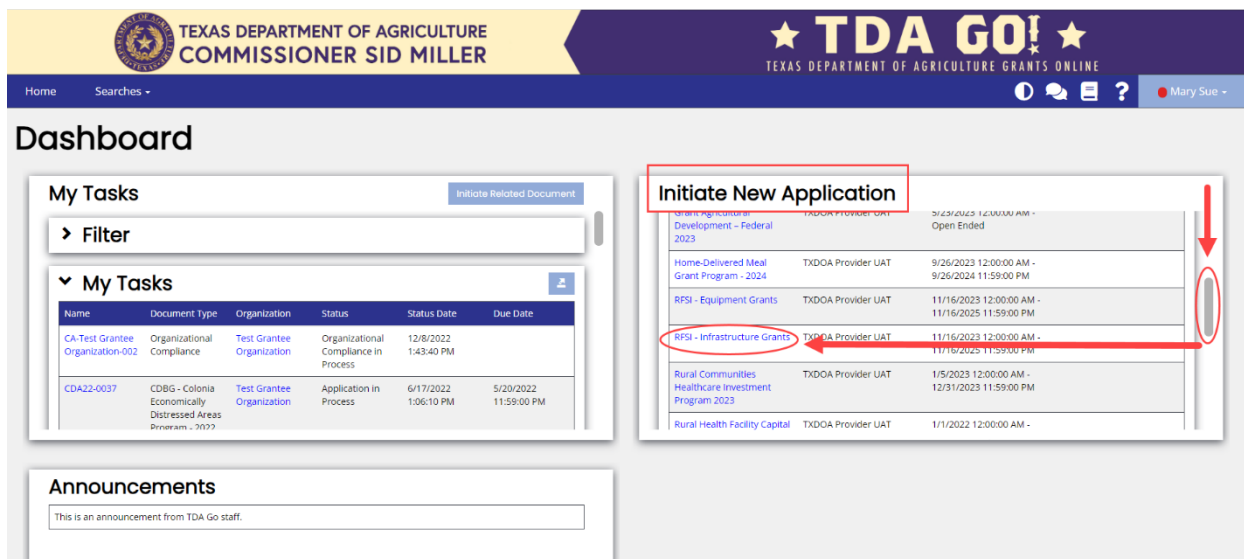 TEXAS DEPARTMENT OF AGRICULTURE
COMMISSIONER SID MILLER
TDA GO!
TEXAS DEPARTMENT OF AGRICULTURE GRANTS ONLINE
Home Searches
? Mary Sue
Dashboard
My Tasks
Initiate Related Document
Filter
My Tasks
Name Document Type Organization Status Status Date Due Date
CA-Test Grantee Organizational Test Grantee Organizational 12/8/2022
Organization-002 Compliance Organization Compliance in 1:43:40 PM
Process
CDA22-0037 CDBG - Colonia Test Grantee Application in 6/17/2022 5/20/2022
Economically Organization Process 1:06:10 PM 11:59:00 PM
Distressed Areas
Program - 2022
Initiate New Application
Grant Agricultural TXDOA Provider UAT 5/23/2023 12:00:00 AM -
Development – Federal Open Ended
2023
Home-Delivered Meal TXDOA Provider UAT 9/26/2023 12:00:00 AM -
Grant Program - 2024 9/26/2024 11:59:00 PM
RFSI - Equipment Grants TXDOA Provider UAT 11/16/2023 12:00:00 AM -
11/16/2025 11:59:00 PM
RFSI - Infrastructure Grants TXDOA Provider UAT 11/16/2023 12:00:00 AM -
11/16/2025 11:59:00 PM
Rural Communities TXDOA Provider UAT 1/5/2023 12:00:00 AM -
Healthcare Investment 12/31/2023 11:59:00 PM
Program 2023
Rural Health Facility Capital TXDOA Provider UAT 1/1/2022 12:00:00 AM -
Announcements
This is an announcement from TDA Go staff.